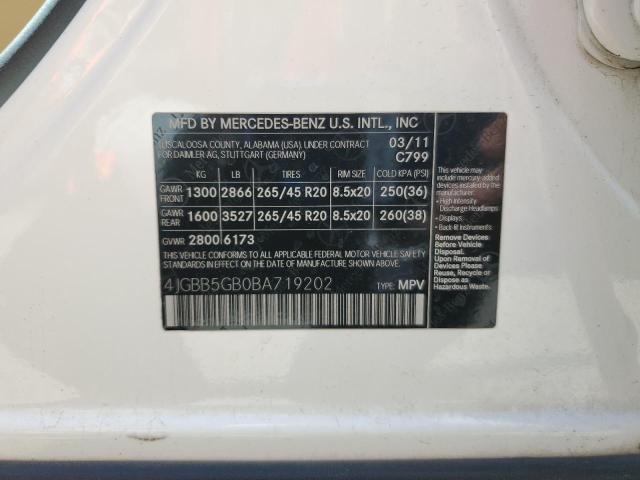 MFD BY MERCEDES-BENZ U.S. INTL., INC
TUSCALOOSA COUNTY, ALABAMA (USA), UNDER CONTRACT 03/11
FOR DAIMLER AG, STUTTGART (GERMANY) C799
KG LB TIRES RIM SIZE COLD KPA (PSI)
GAWR FRONT 1300 2866 265/45 R20 8.5x20 250(36)
GAWR REAR 1600 3527 265/45 R20 8.5x20 260(38)
GVWR 2800 6173
THIS VEHICLE CONFORMS TO ALL APPLICABLE FEDERAL MOTOR VEHICLE
SAFETY AND THEFT PREVENTION STANDARDS IN EFFECT ON THE DATE OF
MANUFACTURE SHOWN ABOVE.
4JGBB5GB0BA719202 TYPE: MPV
This vehicle may
include mercury-added
devices installed by the
manufacturer:
• High Intensity
Discharge Headlamps
• Displays
• Back-lit Instruments
Remove Devices
Before Vehicle
Disposal.
Upon Removal of
Devices Please
Reuse, Recycle
or Dispose as
Hazardous Waste.